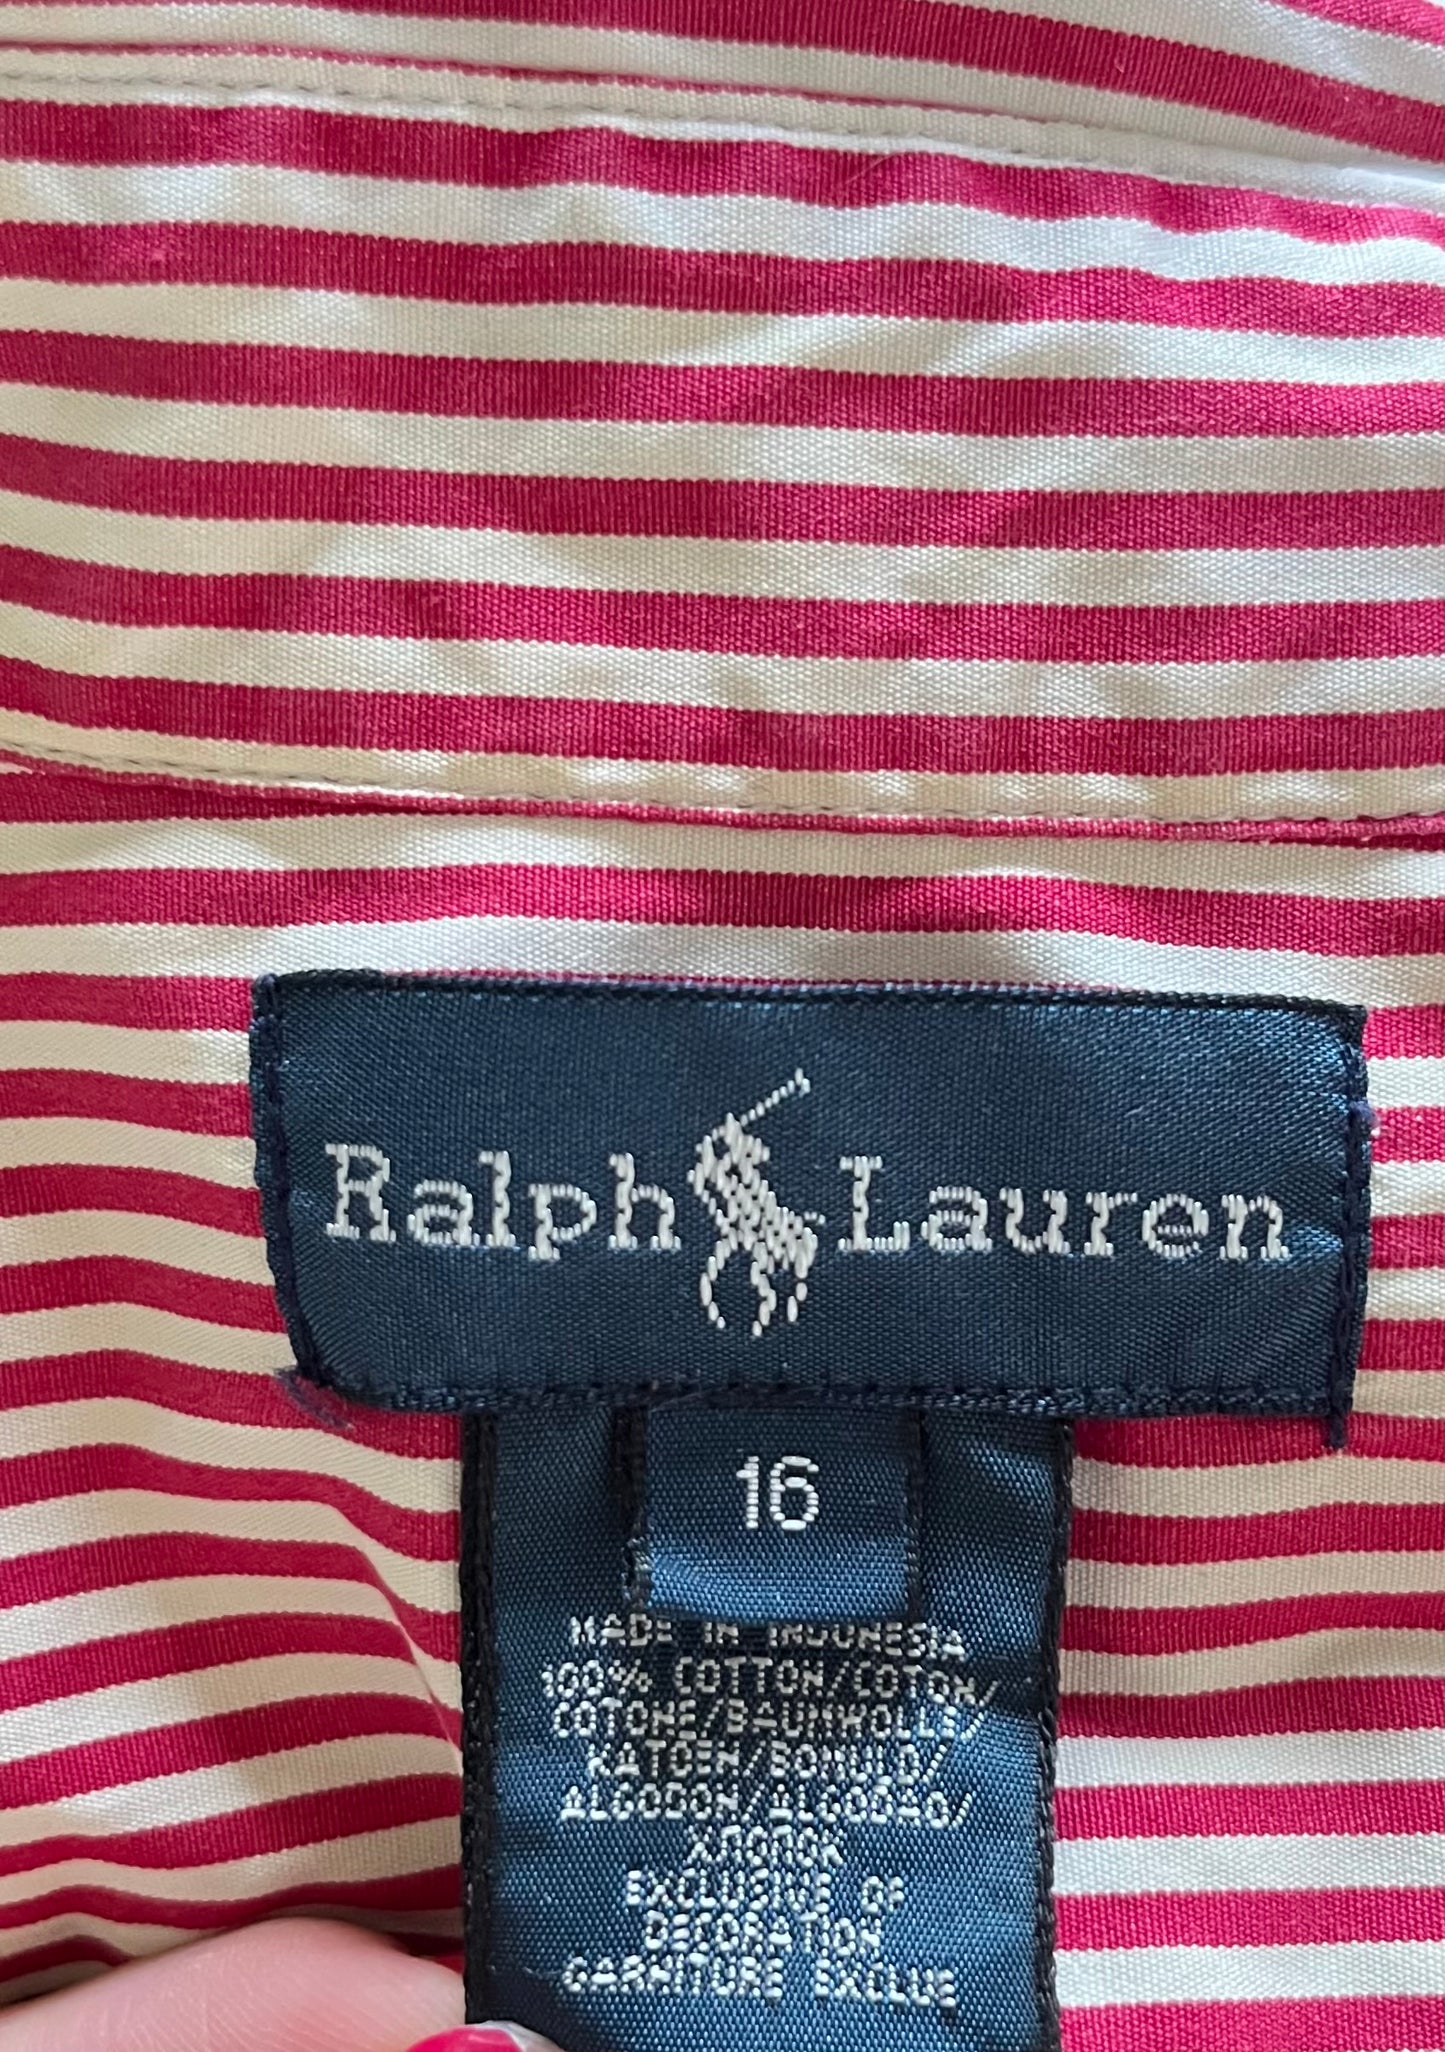 Ralph Lauren
16
MADE IN INDONESIA
100% COTTON/COTON/
COTONE/BAUMWOLLE/
KATOEN/BOMULD/
ALGODON/ALGODÃO/
ХЛОПОК
EXCLUSIVE OF
DECORATION
GARNITURE EXCLUE